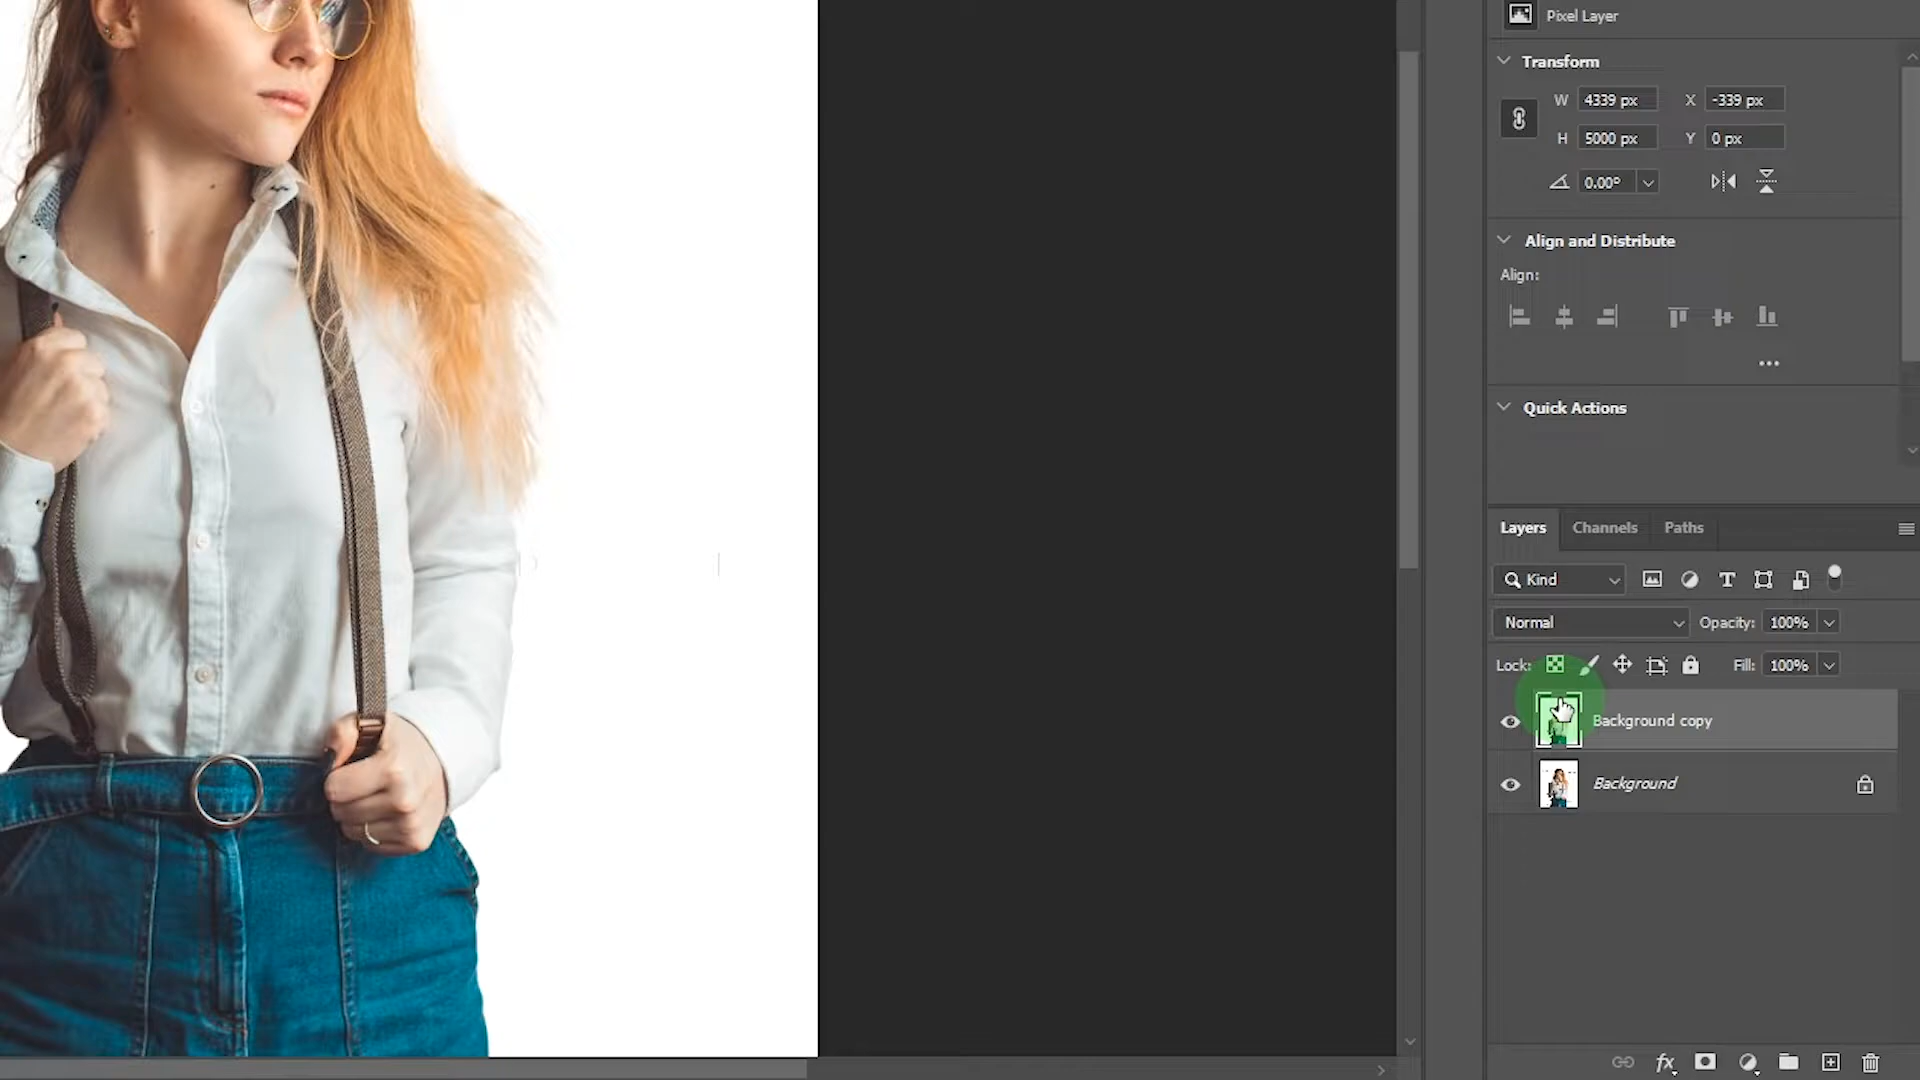 Pixel Layer
Transform
W 4339 px X -339 px
H 5000 px Y 0 px
0.00°
Align and Distribute
Align:
Quick Actions
Layers Channels Paths
Kind
Normal Opacity: 100%
Lock: Fill: 100%
Background copy
Background
fx